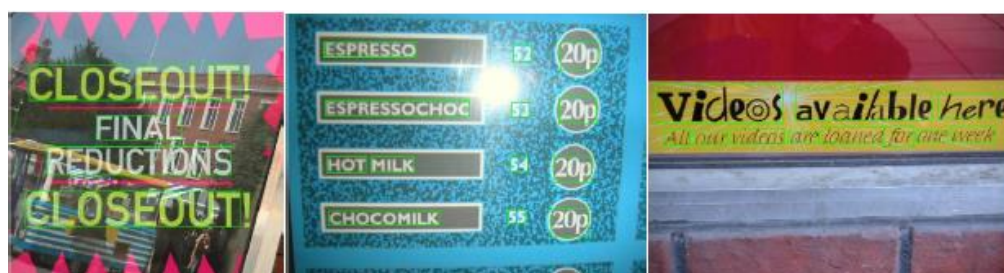 CLOSEOUT!
FINAL
REDUCTIONS
CLOSEOUT!
ESPRESSO 52 20p
ESPRESSOCHOC 53 20p
HOT MILK 54 20p
CHOCOMILK 55 20p
Videos available here
All our videos are loaned for one week